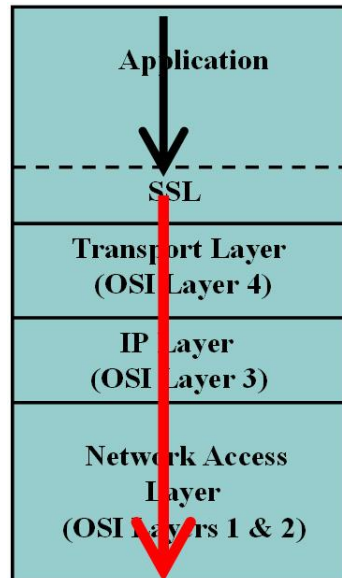 Application
SSL
Transport Layer
(OSI Layer 4)
IP Layer
(OSI Layer 3)
Network Access
Layer
(OSI Layers 1 & 2)